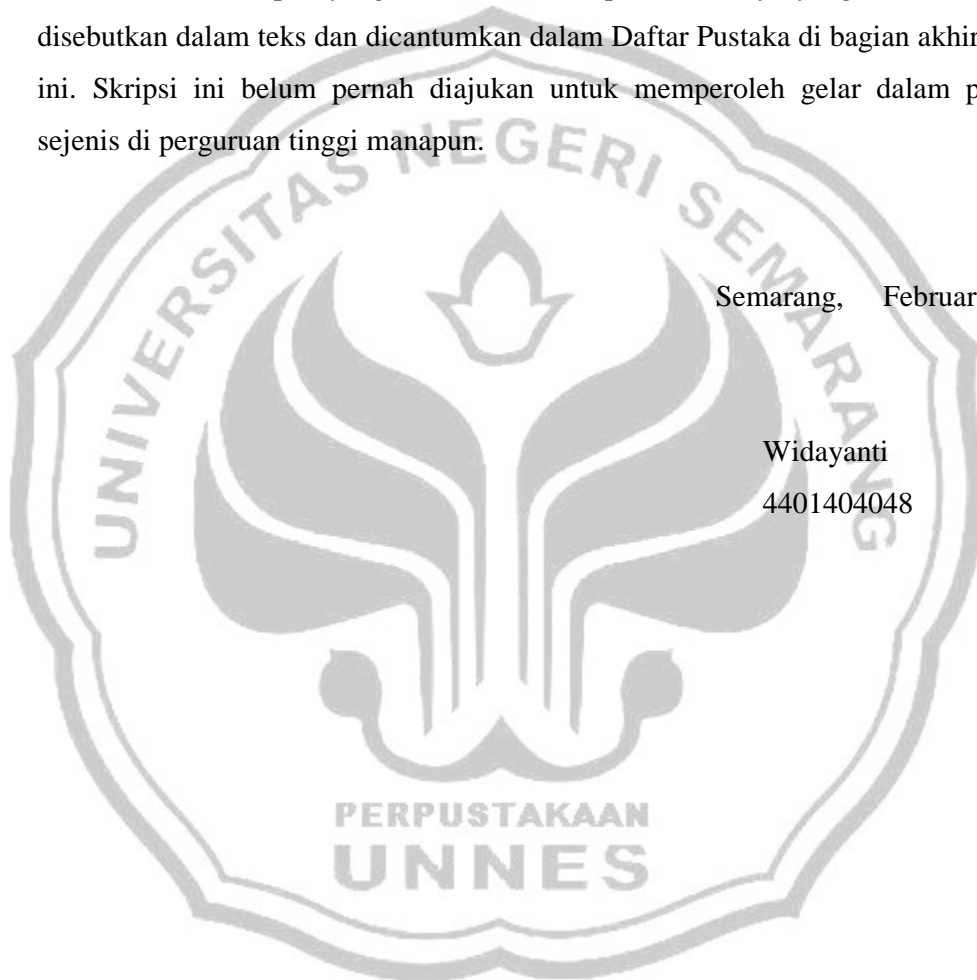 disebutkan dalam teks dan dicantumkan dalam Daftar Pustaka di bagian akhir
ini. Skripsi ini belum pernah diajukan untuk memperoleh gelar dalam p
sejenis di perguruan tinggi manapun.
UNIVERSITAS NEGERI SEMARANG
Semarang, Februar
Widayanti
4401404048
PERPUSTAKAAN
UNNES